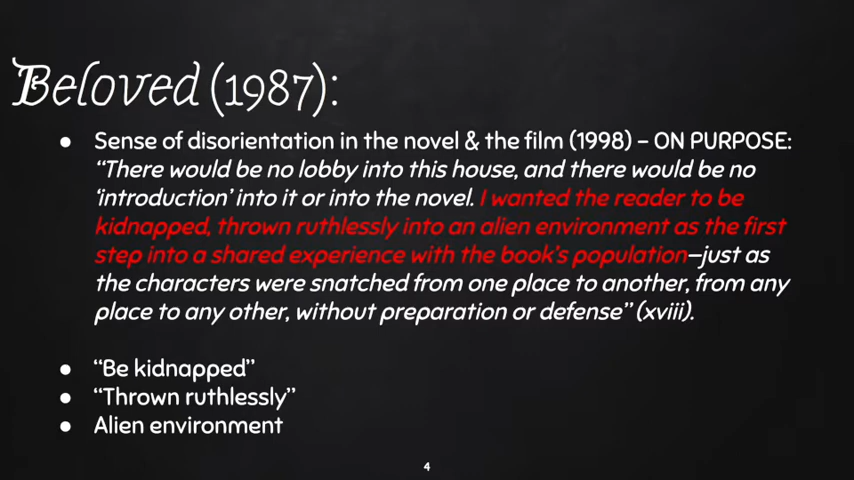 Beloved (1987):
● Sense of disorientation in the novel & the film (1998) – ON PURPOSE:
“There would be no lobby into this house, and there would be no
‘introduction’ into it or into the novel. I wanted the reader to be
kidnapped, thrown ruthlessly into an alien environment as the first
step into a shared experience with the book’s population—just as
the characters were snatched from one place to another, from any
place to any other, without preparation or defense” (xviii).
● “Be kidnapped”
● “Thrown ruthlessly”
● Alien environment
4